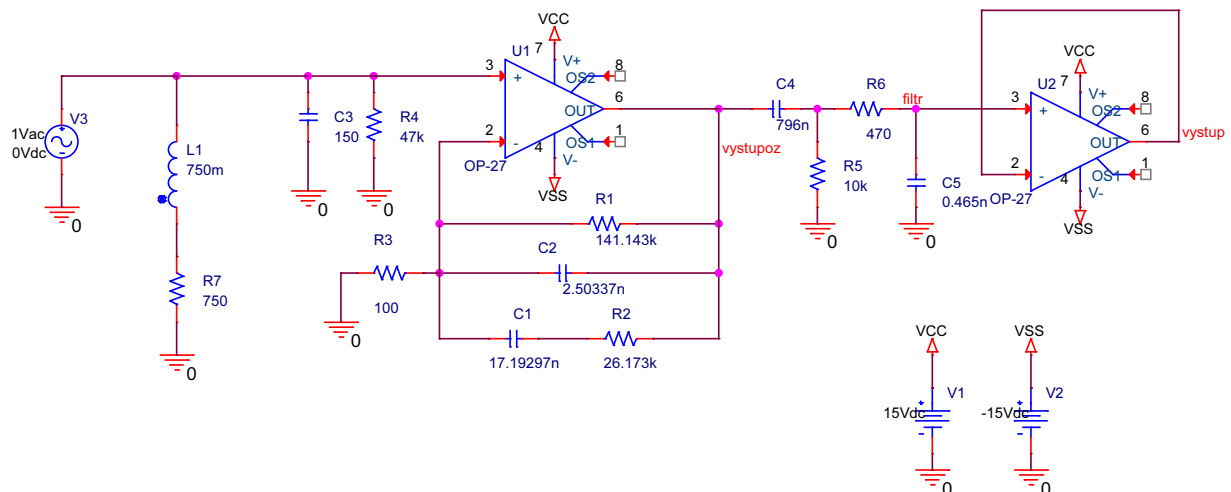 V3
1Vac
0Vdc
0
L1
750m
R7
750
0
C3
150
0
R4
47k
0
U1
VCC
7
V+
3
+
OS2
8
OUT
6
OS1
1
2
-
4
V-
OP-27
VSS
vystupoz
R1
141.143k
C2
2.50337n
C1
17.19297n
R2
26.173k
R3
100
0
C4
796n
R5
10k
0
R6
470
filtr
C5
0.465n
0
U2
VCC
7
V+
3
+
OS2
8
OUT
6
vystup
OS1
1
2
-
4
V-
OP-27
VSS
VCC
V1
15Vdc
0
VSS
V2
-15Vdc
0